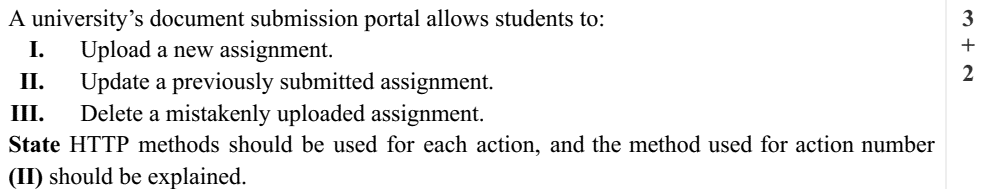 A university’s document submission portal allows students to:
I. Upload a new assignment.
II. Update a previously submitted assignment.
III. Delete a mistakenly uploaded assignment.
State HTTP methods should be used for each action, and the method used for action number
(II) should be explained.
3
+
2